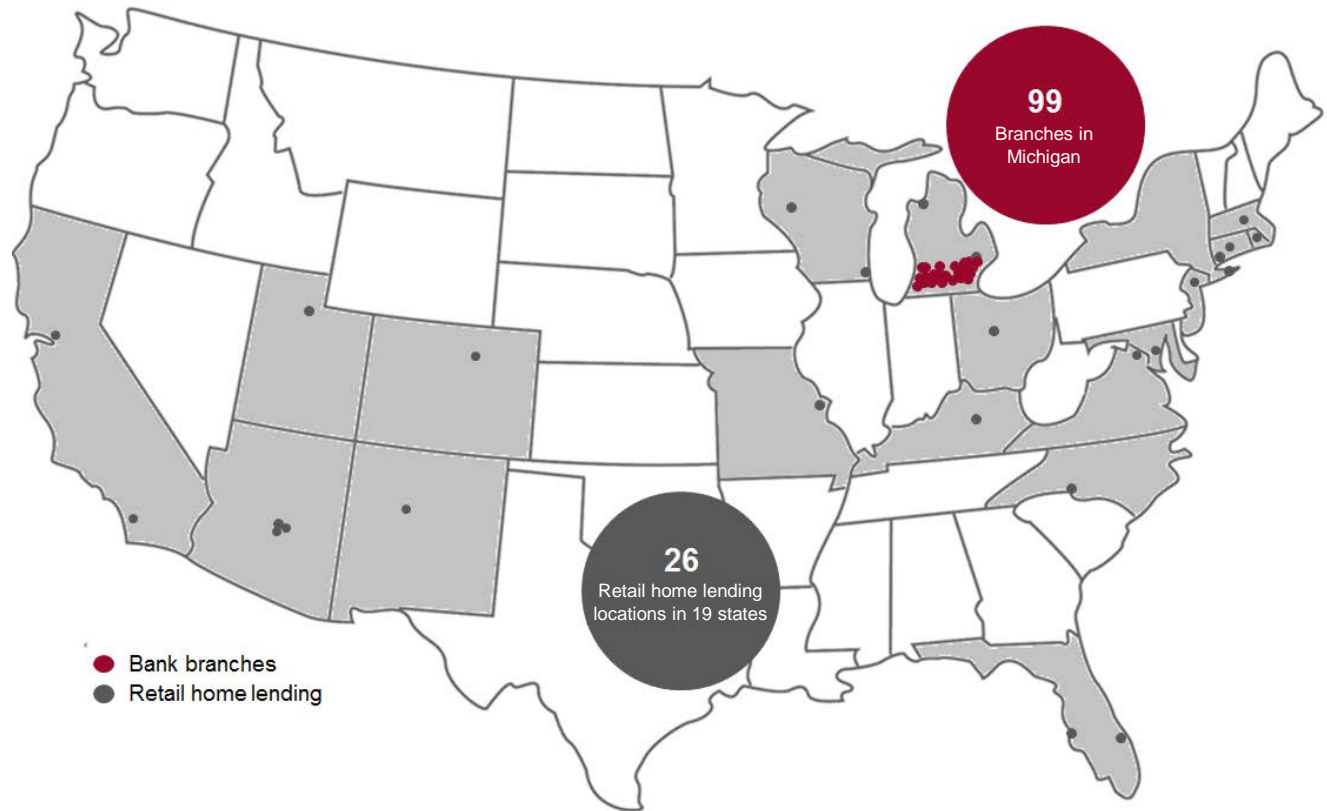 99
Branches in
Michigan
26
Retail home lending
locations in 19 states
Bank branches
Retail home lending